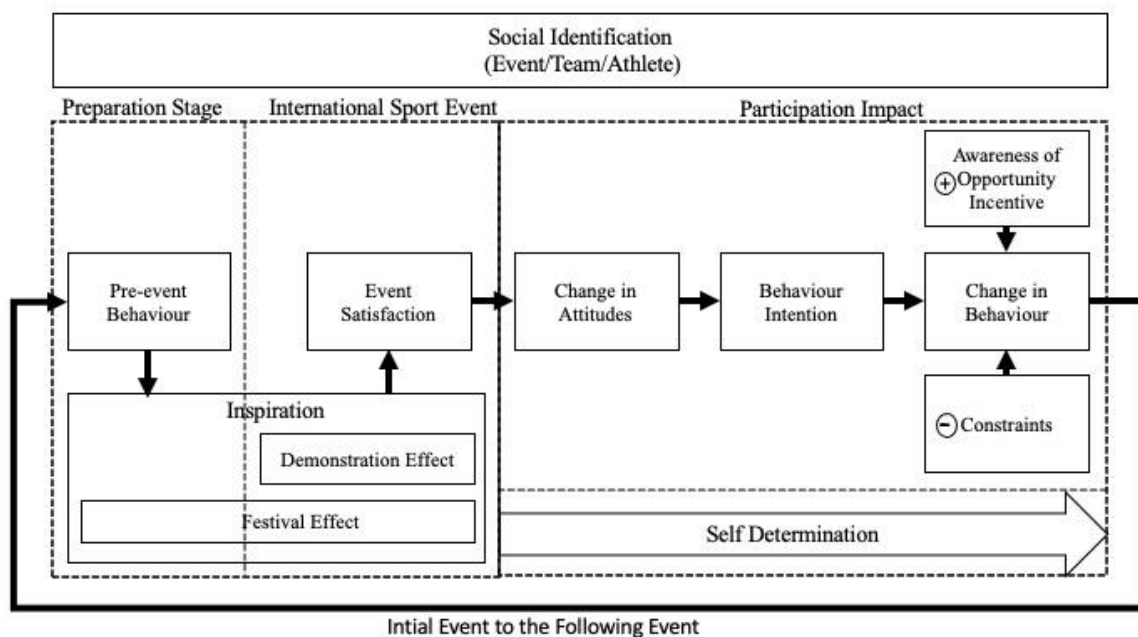 Social Identification
(Event/Team/Athlete)
Preparation Stage
International Sport Event
Participation Impact
Awareness of
+ Opportunity
Incentive
Pre-event
Behaviour
Event
Satisfaction
Change in
Attitudes
Behaviour
Intention
Change in
Behaviour
Inspiration
Demonstration Effect
Festival Effect
− Constraints
Self Determination
Intial Event to the Following Event